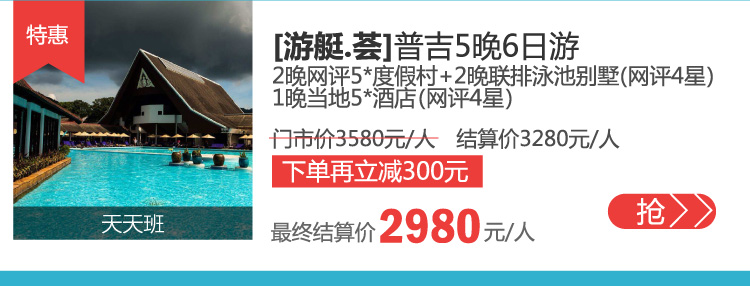 特惠
[游艇.荟]普吉5晚6日游
2晚网评5*度假村+2晚联排泳池别墅(网评4星)
1晚当地5*酒店(网评4星)
门市价3580元/人 结算价3280元/人
下单再立减300元
天天班
最终结算价2980元/人
抢